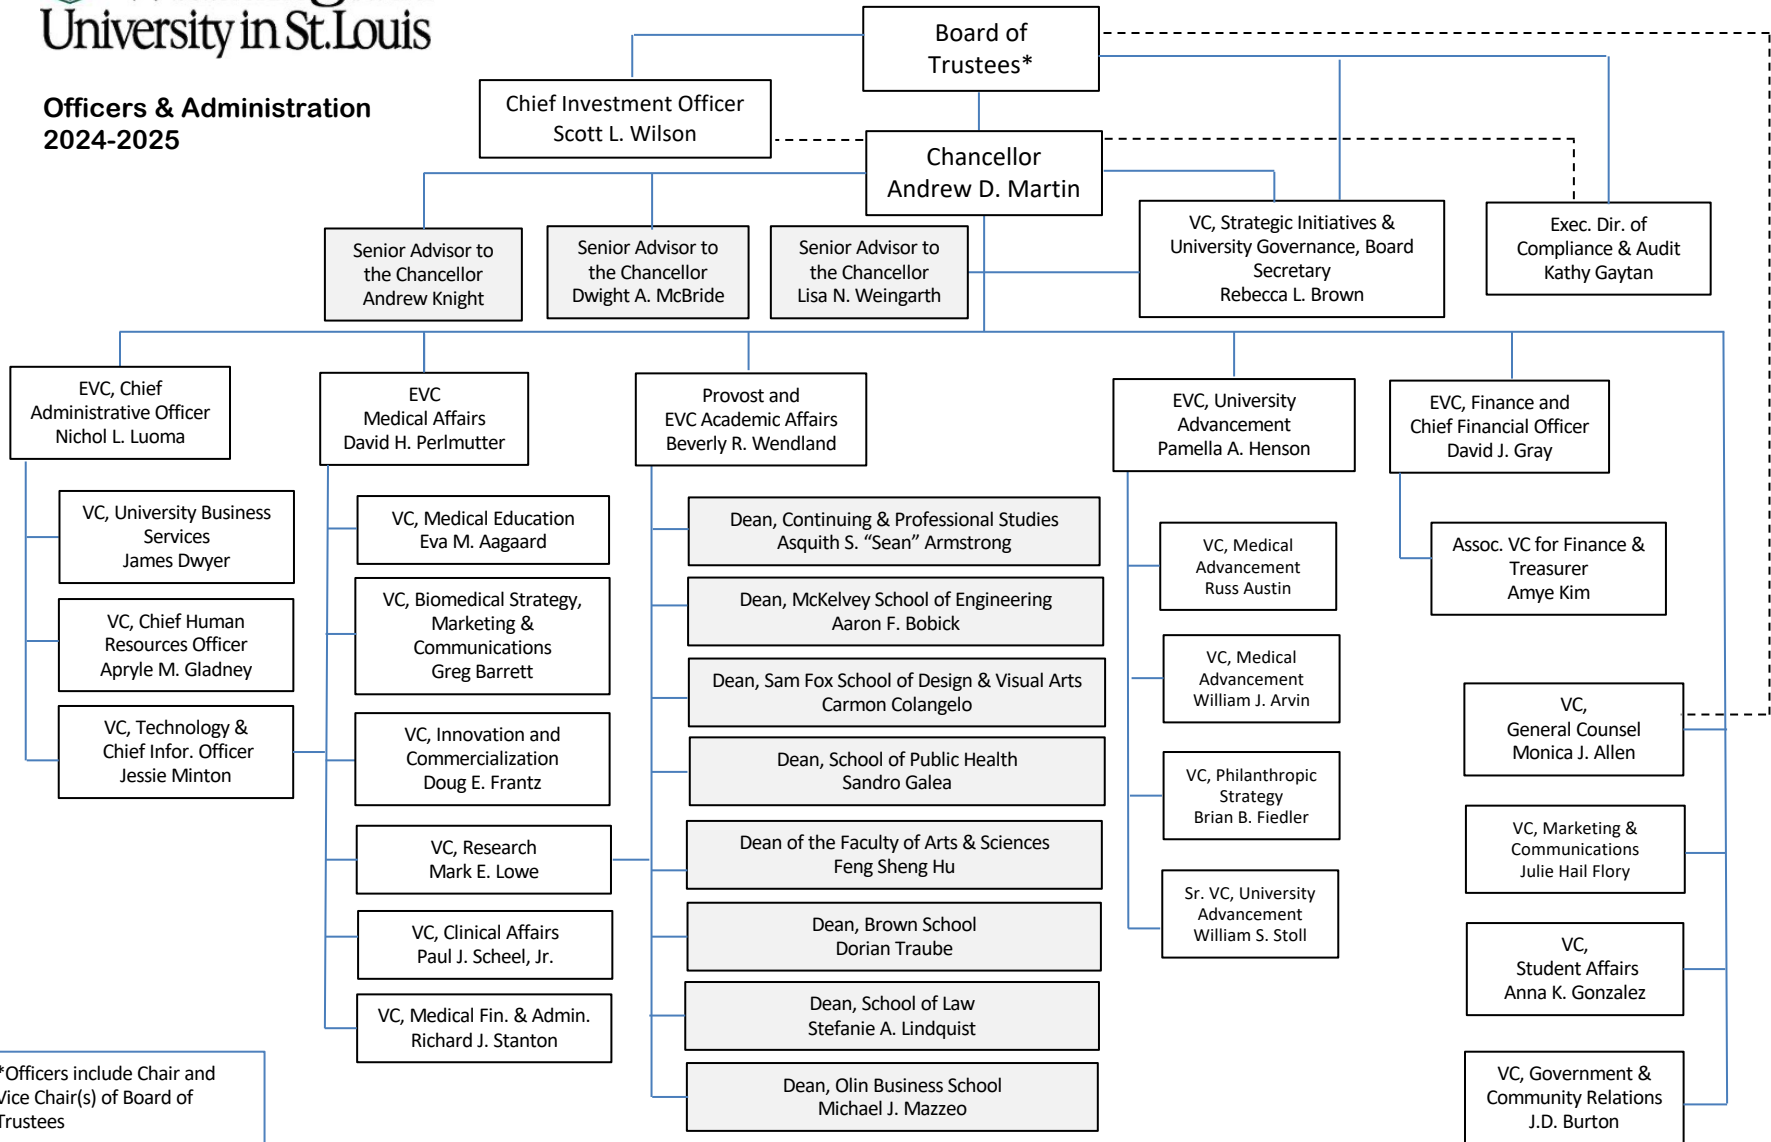 University in St.Louis
Officers & Administration
2024-2025
Board of
Trustees*
Chief Investment Officer
Scott L. Wilson
Chancellor
Andrew D. Martin
Senior Advisor to
the Chancellor
Andrew Knight
Senior Advisor to
the Chancellor
Dwight A. McBride
Senior Advisor to
the Chancellor
Lisa N. Weingarth
VC, Strategic Initiatives &
University Governance, Board
Secretary
Rebecca L. Brown
Exec. Dir. of
Compliance & Audit
Kathy Gaytan
EVC, Chief
Administrative Officer
Nichol L. Luoma
EVC
Medical Affairs
David H. Perlmutter
Provost and
EVC Academic Affairs
Beverly R. Wendland
EVC, University
Advancement
Pamella A. Henson
EVC, Finance and
Chief Financial Officer
David J. Gray
VC, University Business
Services
James Dwyer
VC, Chief Human
Resources Officer
Apryle M. Gladney
VC, Technology &
Chief Infor. Officer
Jessie Minton
VC, Medical Education
Eva M. Aagaard
VC, Biomedical Strategy,
Marketing &
Communications
Greg Barrett
VC, Innovation and
Commercialization
Doug E. Frantz
VC, Research
Mark E. Lowe
VC, Clinical Affairs
Paul J. Scheel, Jr.
VC, Medical Fin. & Admin.
Richard J. Stanton
Dean, Continuing & Professional Studies
Asquith S. “Sean” Armstrong
Dean, McKelvey School of Engineering
Aaron F. Bobick
Dean, Sam Fox School of Design & Visual Arts
Carmon Colangelo
Dean, School of Public Health
Sandro Galea
Dean of the Faculty of Arts & Sciences
Feng Sheng Hu
Dean, Brown School
Dorian Traube
Dean, School of Law
Stefanie A. Lindquist
Dean, Olin Business School
Michael J. Mazzeo
VC, Medical
Advancement
Russ Austin
VC, Medical
Advancement
William J. Arvin
VC, Philanthropic
Strategy
Brian B. Fiedler
Sr. VC, University
Advancement
William S. Stoll
Assoc. VC for Finance &
Treasurer
Amye Kim
VC,
General Counsel
Monica J. Allen
VC, Marketing &
Communications
Julie Hail Flory
VC,
Student Affairs
Anna K. Gonzalez
VC, Government &
Community Relations
J.D. Burton
*Officers include Chair and
Vice Chair(s) of Board of
Trustees